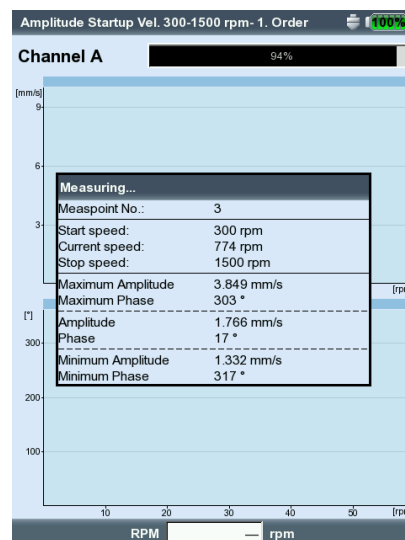 Amplitude Startup Vel. 300-1500 rpm- 1. Order 100%
Channel A 94%
[mm/s]
9
6
3
Measuring...
Measpoint No.: 3
Start speed: 300 rpm
Current speed: 774 rpm
Stop speed: 1500 rpm
Maximum Amplitude 3.849 mm/s
Maximum Phase 303 °
Amplitude 1.766 mm/s
Phase 17 °
Minimum Amplitude 1.332 mm/s
Minimum Phase 317 °
[rp
[°]
300
200
100
10 20 30 40 50 [rp
RPM — rpm